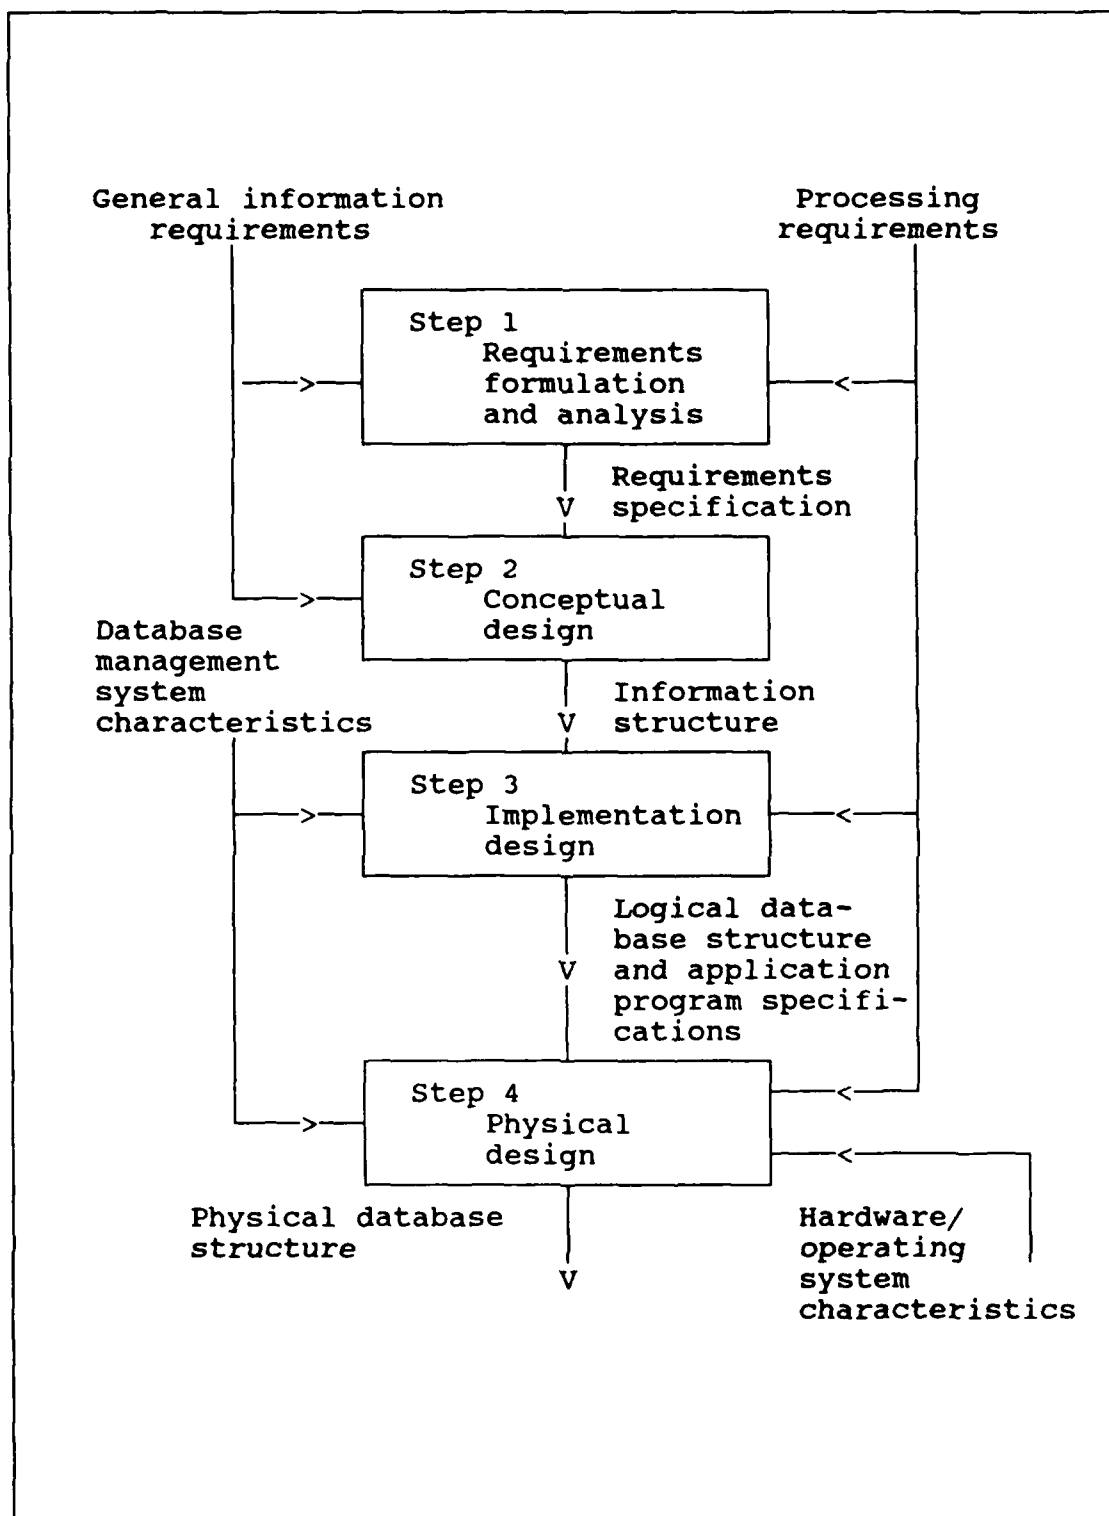 General information
requirements
Processing
requirements
Step 1
Requirements
formulation
and analysis
Requirements
specification
Step 2
Conceptual
design
Database
management
system
characteristics
Information
structure
Step 3
Implementation
design
Logical data-
base structure
and application
program specifi-
cations
Step 4
Physical
design
Physical database
structure
Hardware/
operating
system
characteristics